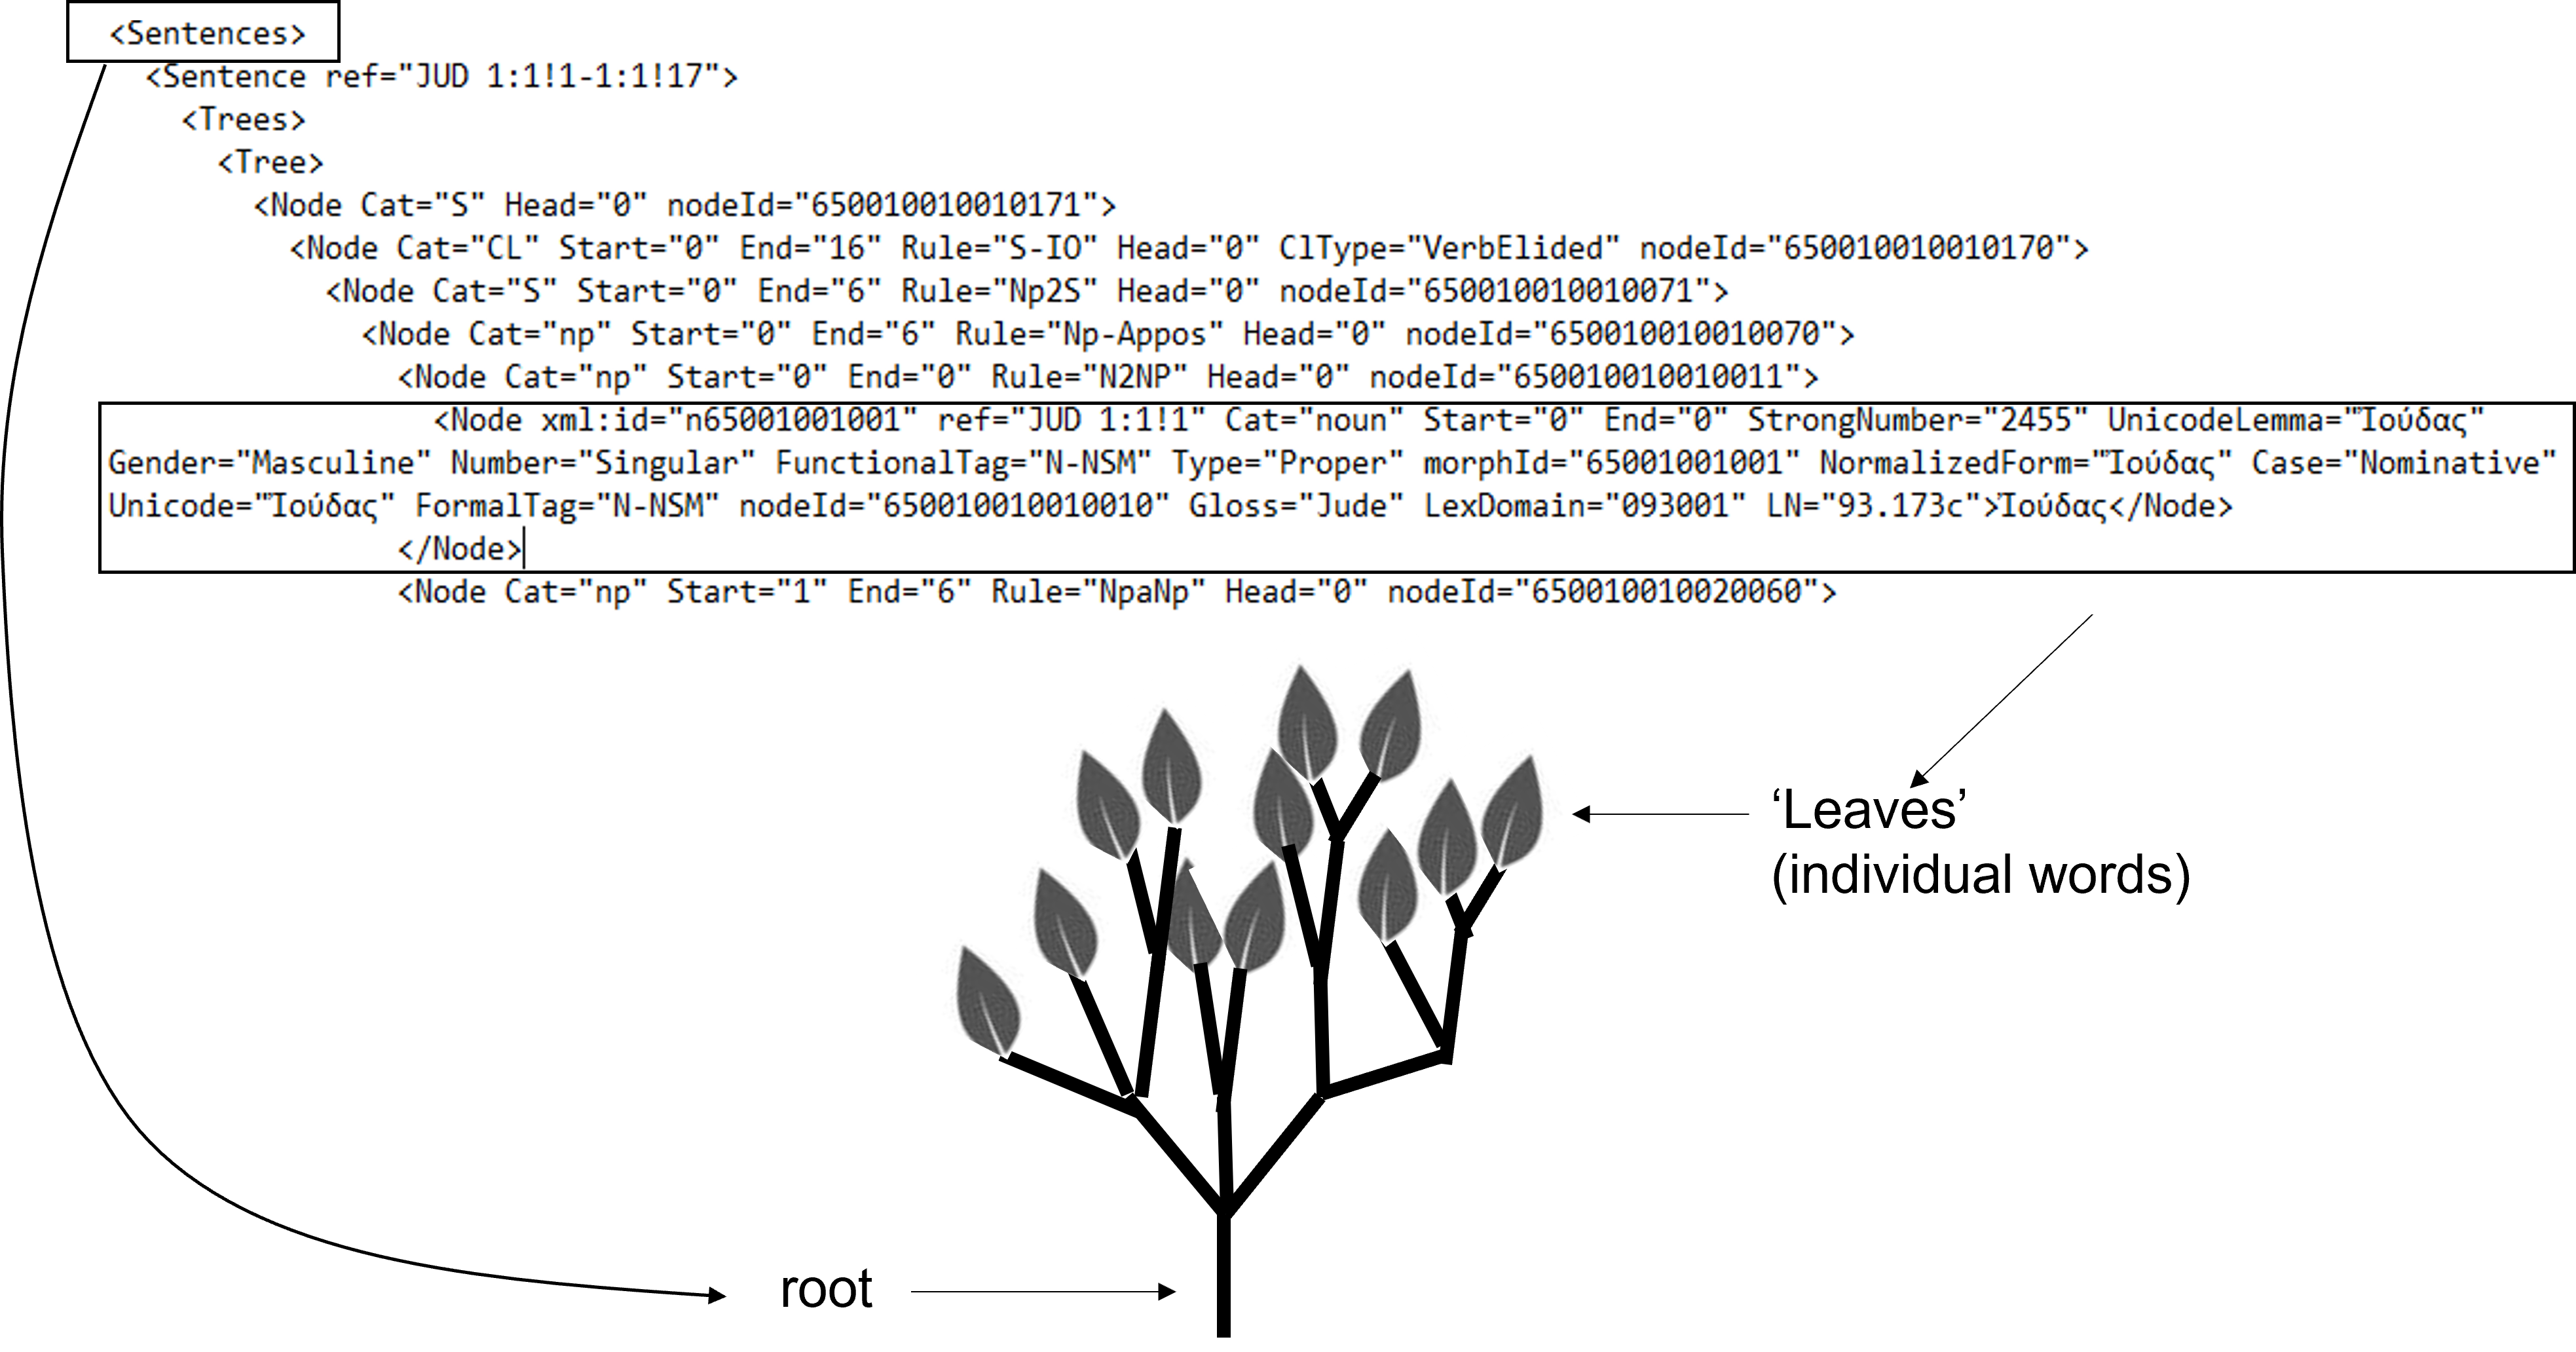 <Sentences>
<Sentence ref="JUD 1:1!1-1:1!17">
<Trees>
<Tree>
<Node Cat="S" Head="0" nodeId="650010010010171">
<Node Cat="CL" Start="0" End="16" Rule="S-IO" Head="0" ClType="VerbElided" nodeId="650010010010170">
<Node Cat="S" Start="0" End="6" Rule="Np2S" Head="0" nodeId="650010010010071">
<Node Cat="np" Start="0" End="6" Rule="Np-Appos" Head="0" nodeId="650010010010070">
<Node Cat="np" Start="0" End="0" Rule="N2NP" Head="0" nodeId="650010010010011">
<Node xml:id="n65001001001" ref="JUD 1:1!1" Cat="noun" Start="0" End="0" StrongNumber="2455" UnicodeLemma="Ἰούδας"
Gender="Masculine" Number="Singular" FunctionalTag="N-NSM" Type="Proper" morphId="65001001001" NormalizedForm="Ἰούδας" Case="Nominative"
Unicode="Ἰούδας" FormalTag="N-NSM" nodeId="650010010010010" Gloss="Jude" LexDomain="093001" LN="93.173c">Ἰούδας</Node>
</Node>
<Node Cat="np" Start="1" End="6" Rule="NpaNp" Head="0" nodeId="650010010020060">
‘Leaves’
(individual words)
root